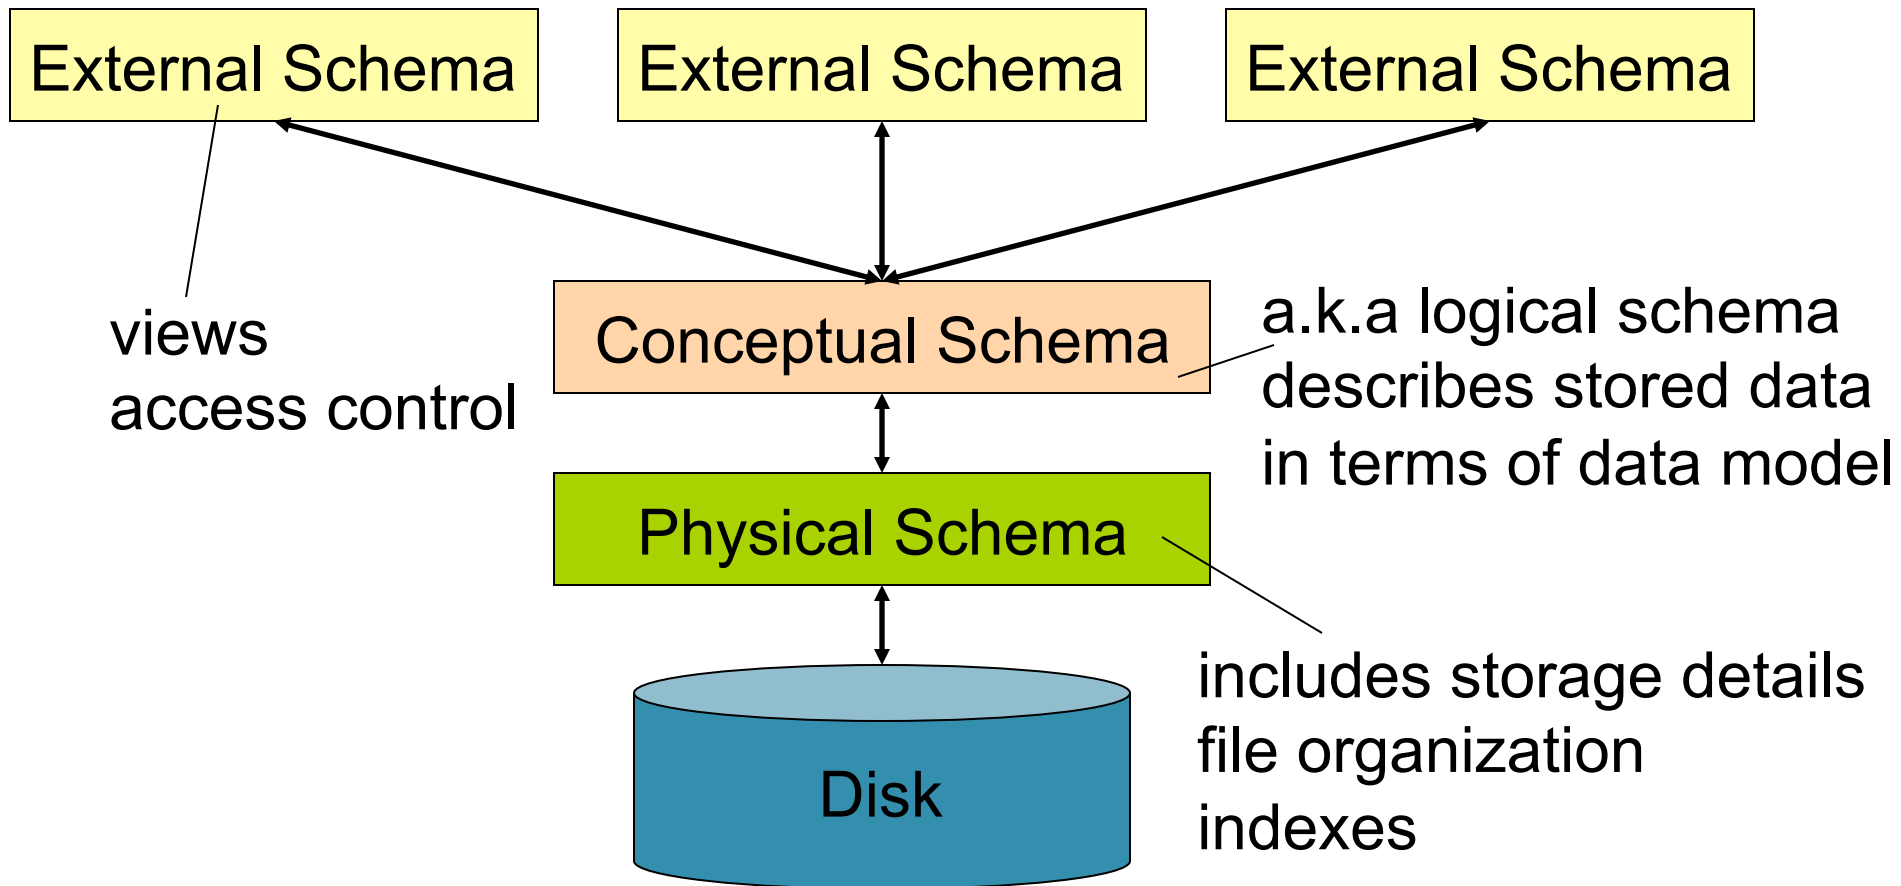 External Schema
External Schema
External Schema
views
access control
Conceptual Schema
a.k.a logical schema
describes stored data
in terms of data model
Physical Schema
includes storage details
file organization
indexes
Disk